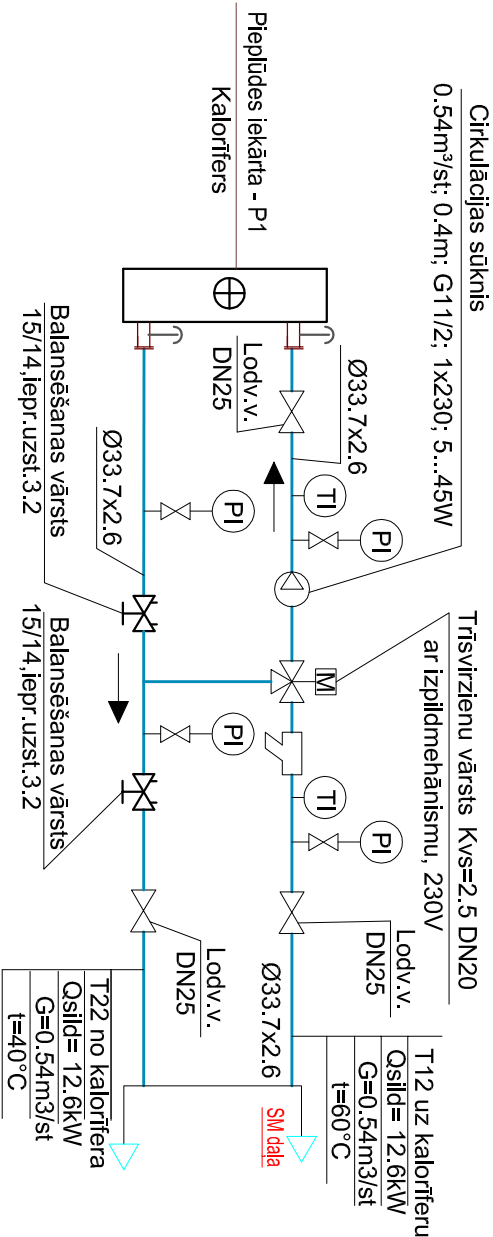 Cirkulācijas sūknis
0.54m³/st; 0.4m; G11/2; 1x230; 5...45W
Pieplūdes iekārta - P1
Kalorīfers
Trīsvirzienu vārsts Kvs=2.5 DN20
ar izpildmehānismu, 230V
Lodv.v.
DN25
Ø33.7x2.6
TI
PI
M
TI
PI
Lodv.v.
DN25
Ø33.7x2.6
T12 uz kalorīferu
Qsild= 12.6kW
G=0.54m3/st
t=60°C
SM daļa
Ø33.7x2.6
PI
PI
Balansēšanas vārsts
15/14,iepr.uzst.3.2
Balansēšanas vārsts
15/14,iepr.uzst.3.2
Lodv.v.
DN25
T22 no kalorīfera
Qsild= 12.6kW
G=0.54m3/st
t=40°C